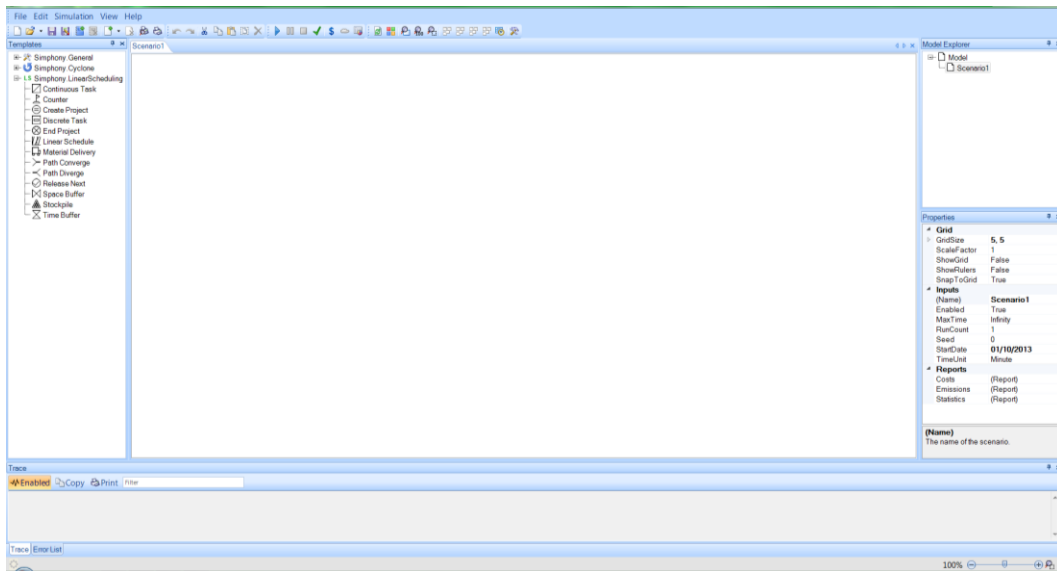 File Edit Simulation View Help
Templates
Simphony.General
Simphony.Cyclone
LS Simphony.LinearScheduling
Continuous Task
Counter
Create Project
Discrete Task
End Project
Linear Schedule
Material Delivery
Path Converge
Path Diverge
Release Next
Space Buffer
Stockpile
Time Buffer
Scenario1
Model Explorer
Model
Scenario1
Properties
Grid
GridSize 5, 5
ScaleFactor 1
ShowGrid False
ShowRulers False
SnapToGrid True
Inputs
(Name) Scenario1
Enabled True
MaxTime Infinity
RunCount 1
Seed 0
StartDate 01/10/2013
TimeUnit Minute
Reports
Costs (Report)
Emissions (Report)
Statistics (Report)
(Name)
The name of the scenario.
Trace
Enabled Copy Print Filter
Trace Error List
100%